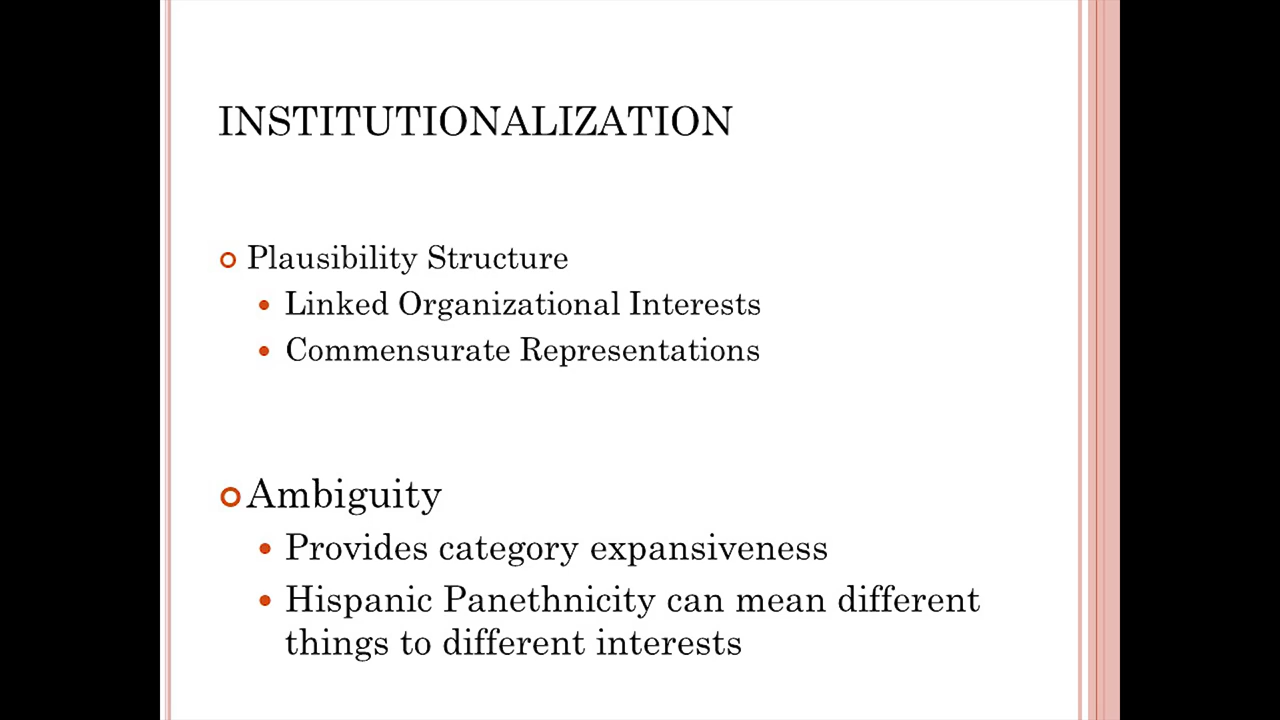 INSTITUTIONALIZATION
Plausibility Structure
Linked Organizational Interests
Commensurate Representations
Ambiguity
Provides category expansiveness
Hispanic Panethnicity can mean different
things to different interests